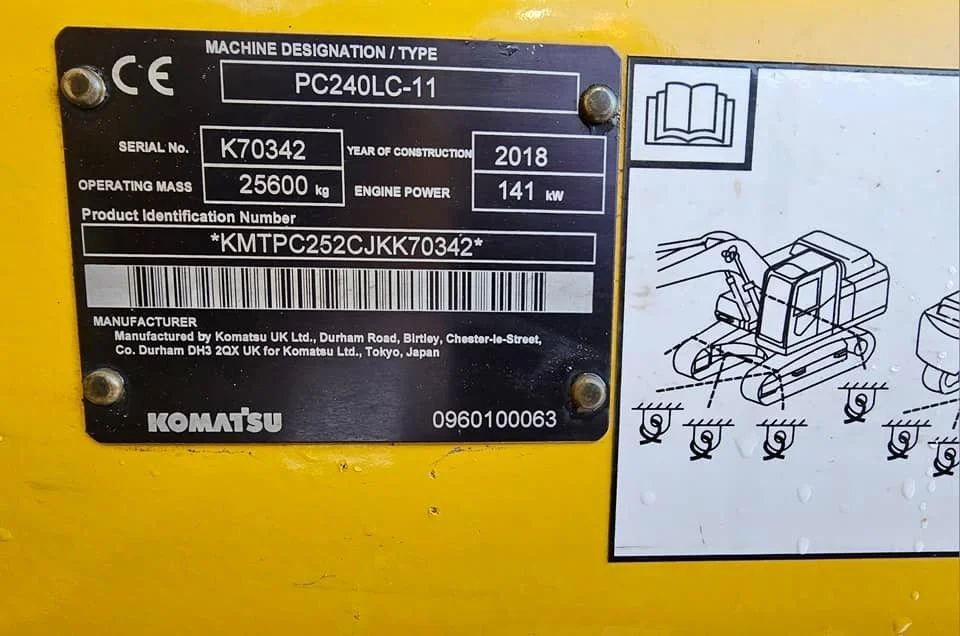 CE
MACHINE DESIGNATION / TYPE
PC240LC-11
SERIAL No. K70342 YEAR OF CONSTRUCTION 2018
OPERATING MASS 25600 kg ENGINE POWER 141 kW
Product Identification Number
*KMTPC252CJKK70342*
MANUFACTURER
Manufactured by Komatsu UK Ltd., Durham Road, Birtley, Chester-le-Street,
Co. Durham DH3 2QX UK for Komatsu Ltd., Tokyo, Japan
KOMATSU 0960100063